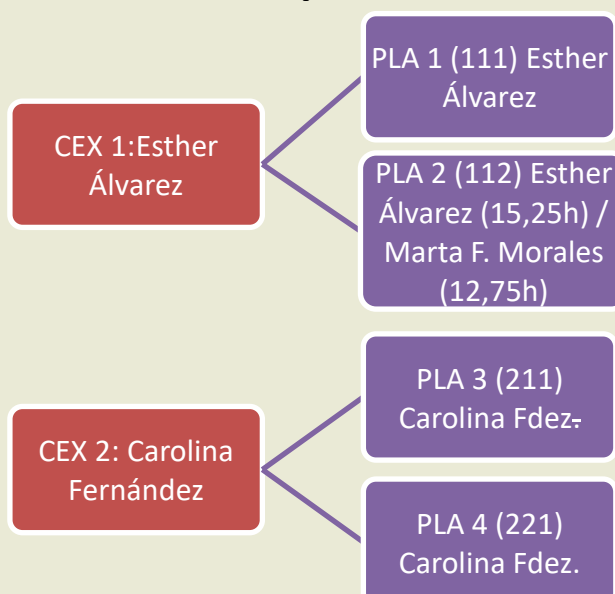 CEX 1:Esther
Álvarez
PLA 1 (111) Esther
Álvarez
PLA 2 (112) Esther
Álvarez (15,25h) /
Marta F. Morales
(12,75h)
CEX 2: Carolina
Fernández
PLA 3 (211)
Carolina Fdez.
PLA 4 (221)
Carolina Fdez.